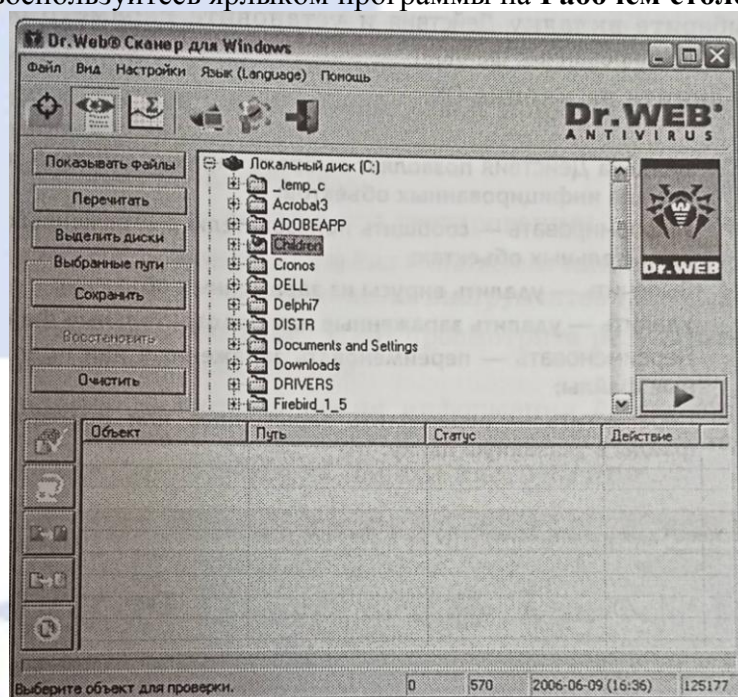 воспользуйтесь ярлыком программы на Рабочем столе
Dr.Web® Сканер для Windows
Файл Вид Настройки Язык (Language) Помощь
Dr.WEB®
ANTIVIRUS
Показывать файлы
Перечитать
Выделить диски
Выбранные пути
Сохранить
Восстановить
Очистить
Локальный диск (C:)
_temp_c
Acrobat3
ADOBEAPP
Children
Cronos
DELL
Delphi7
DISTR
Documents and Settings
Downloads
DRIVERS
Firebird_1_5
Dr.WEB
Объект Путь Статус Действие
Выберите объект для проверки. 0 570 2006-06-09 (16:36) 125177